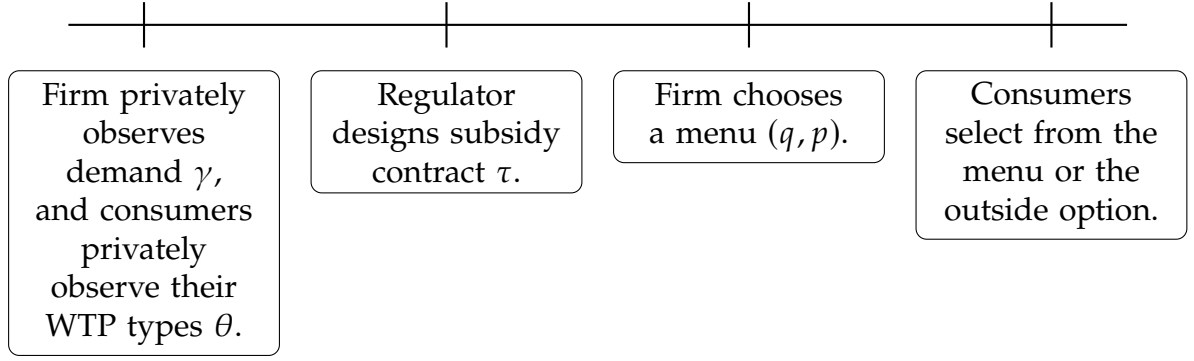 Firm privately
observes
demand γ,
and consumers
privately
observe their
WTP types θ.
Regulator
designs subsidy
contract τ.
Firm chooses
a menu (q, p).
Consumers
select from the
menu or the
outside option.